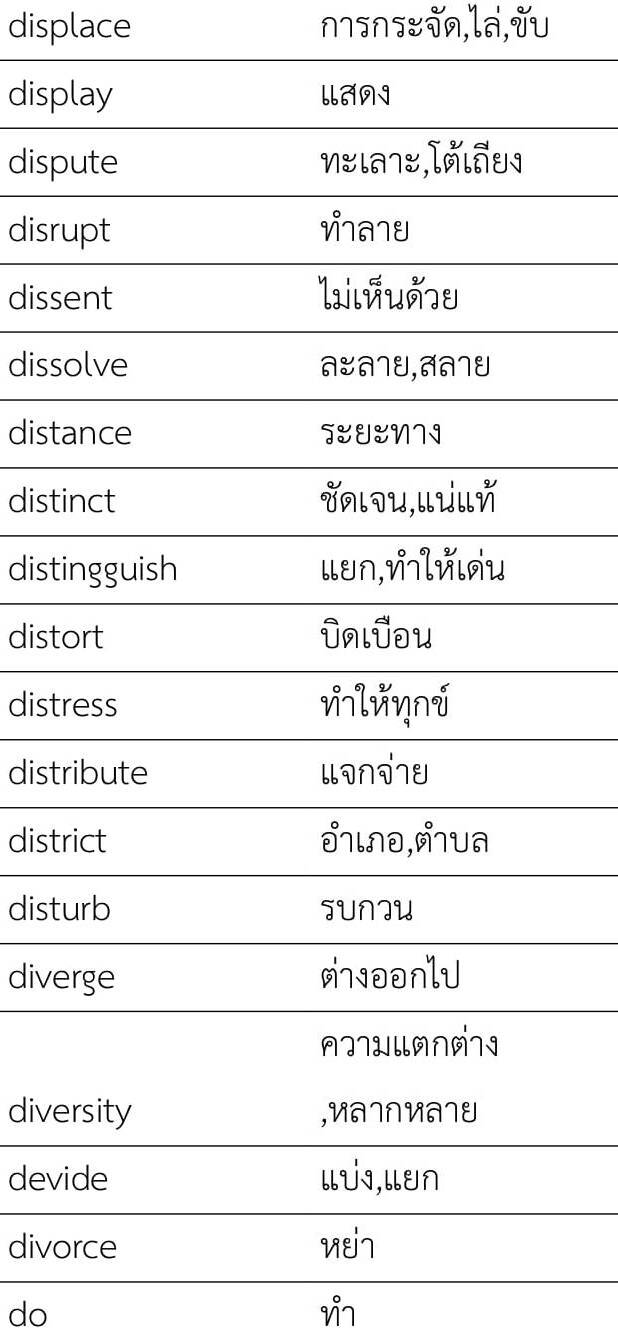 displace การกระจัด,ไล่,ขับ
display แสดง
dispute ทะเลาะ,โต้เถียง
disrupt ทำลาย
dissent ไม่เห็นด้วย
dissolve ละลาย,สลาย
distance ระยะทาง
distinct ชัดเจน,แน่แท้
distingguish แยก,ทำให้เด่น
distort บิดเบือน
distress ทำให้ทุกข์
distribute แจกจ่าย
district อำเภอ,ตำบล
disturb รบกวน
diverge ต่างออกไป
ความแตกต่าง
diversity ,หลากหลาย
devide แบ่ง,แยก
divorce หย่า
do ทำ